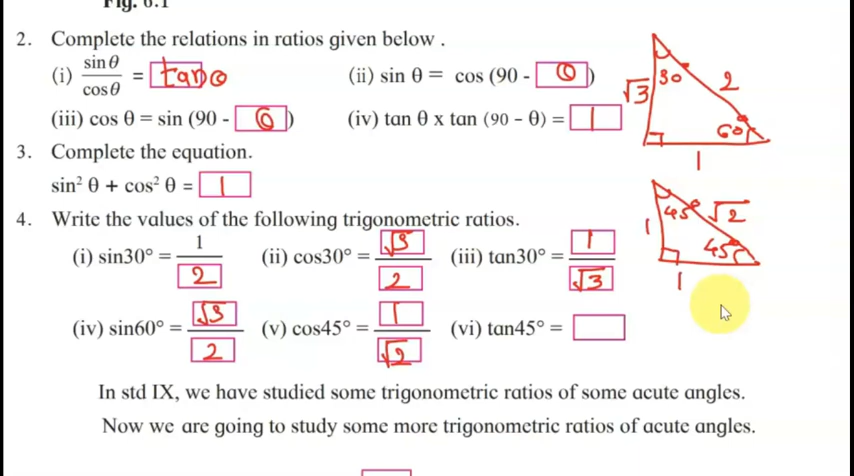 Fig. 6.1
2. Complete the relations in ratios given below .
(i) sinθ/cosθ = tanθ (ii) sin θ = cos (90 - θ)
(iii) cos θ = sin (90 - θ) (iv) tan θ x tan (90 − θ) = 1
3. Complete the equation.
sin² θ + cos² θ = 1
4. Write the values of the following trigonometric ratios.
(i) sin30° = 1/2 (ii) cos30° = √3/2 (iii) tan30° = 1/√3
(iv) sin60° = √3/2 (v) cos45° = 1/√2 (vi) tan45° =
In std IX, we have studied some trigonometric ratios of some acute angles.
Now we are going to study some more trigonometric ratios of acute angles.
30
√3 2
60
1
45° √2
1
45°
1